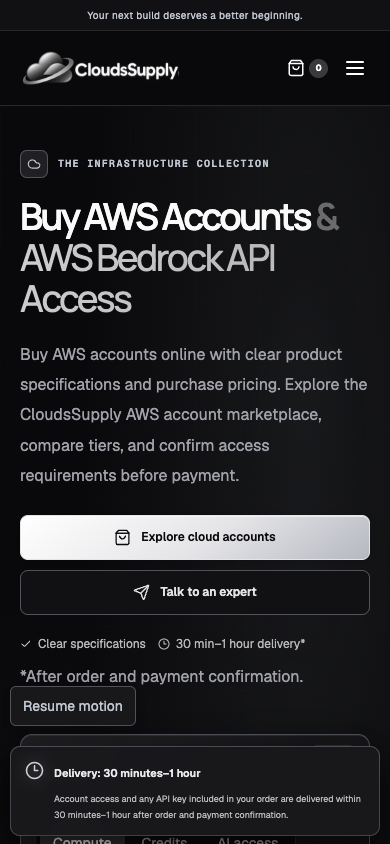 Your next build deserves a better beginning.
CloudsSupply
0
THE INFRASTRUCTURE COLLECTION
Buy AWS Accounts &
AWS Bedrock API
Access
Buy AWS accounts online with clear product
specifications and purchase pricing. Explore the
CloudsSupply AWS account marketplace,
compare tiers, and confirm access
requirements before payment.
Explore cloud accounts
Talk to an expert
Clear specifications
30 min–1 hour delivery*
*After order and payment confirmation.
Resume motion
Delivery: 30 minutes–1 hour
Account access and any API key included in your order are delivered within
30 minutes–1 hour after order and payment confirmation.
Compute Credits AI access